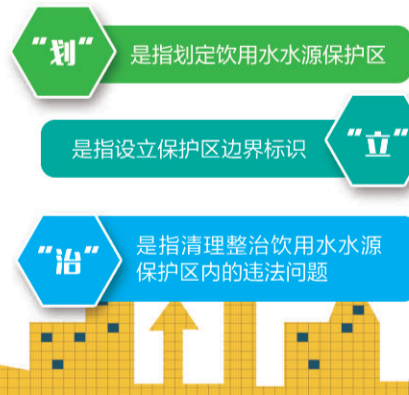 “划” 是指划定饮用水水源保护区
是指设立保护区边界标识 “立”
“治” 是指清理整治饮用水水源
保护区内的违法问题